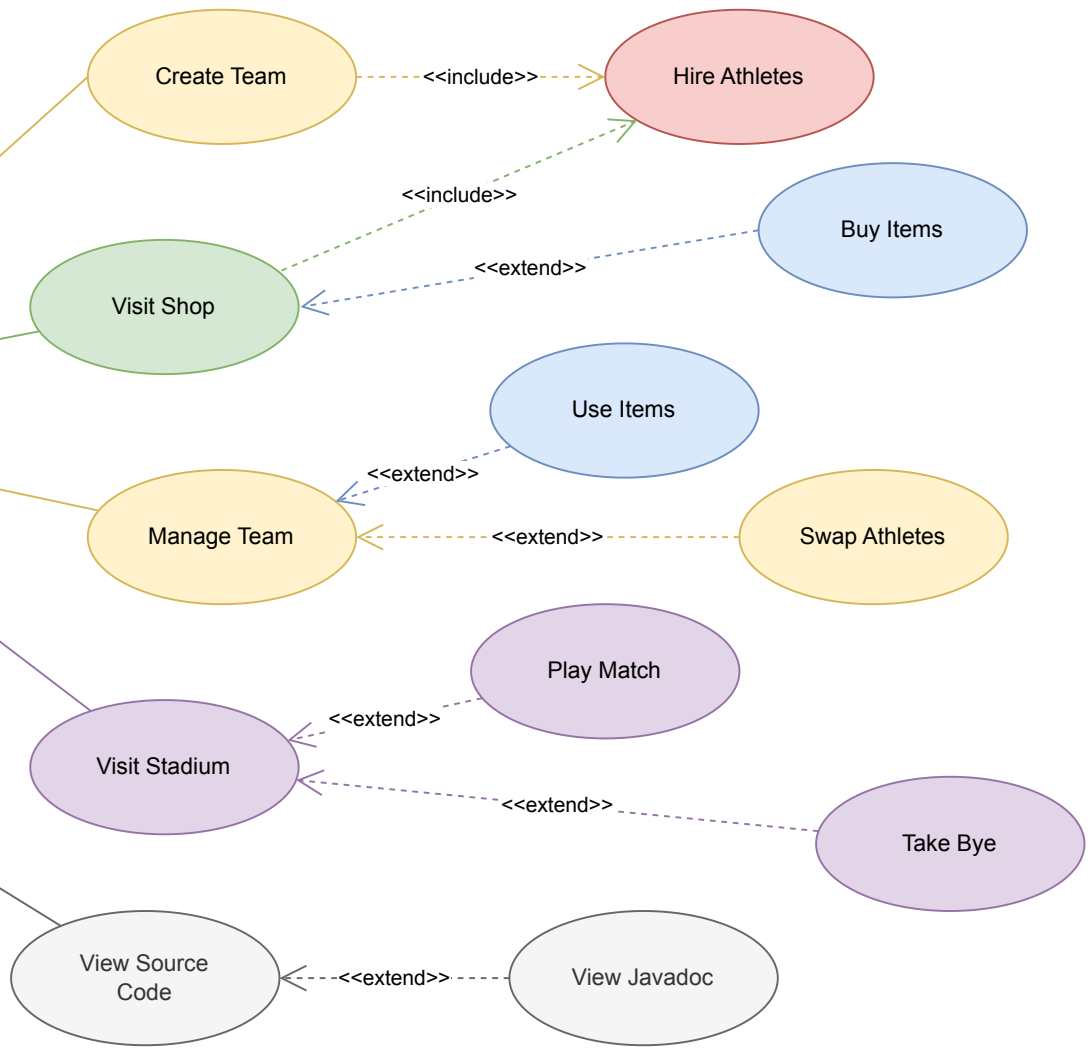 Create Team
<<include>>
Hire Athletes
<<include>>
Buy Items
<<extend>>
Visit Shop
Use Items
<<extend>>
Manage Team
<<extend>>
Swap Athletes
Play Match
<<extend>>
Visit Stadium
<<extend>>
Take Bye
View Source
Code
<<extend>>
View Javadoc